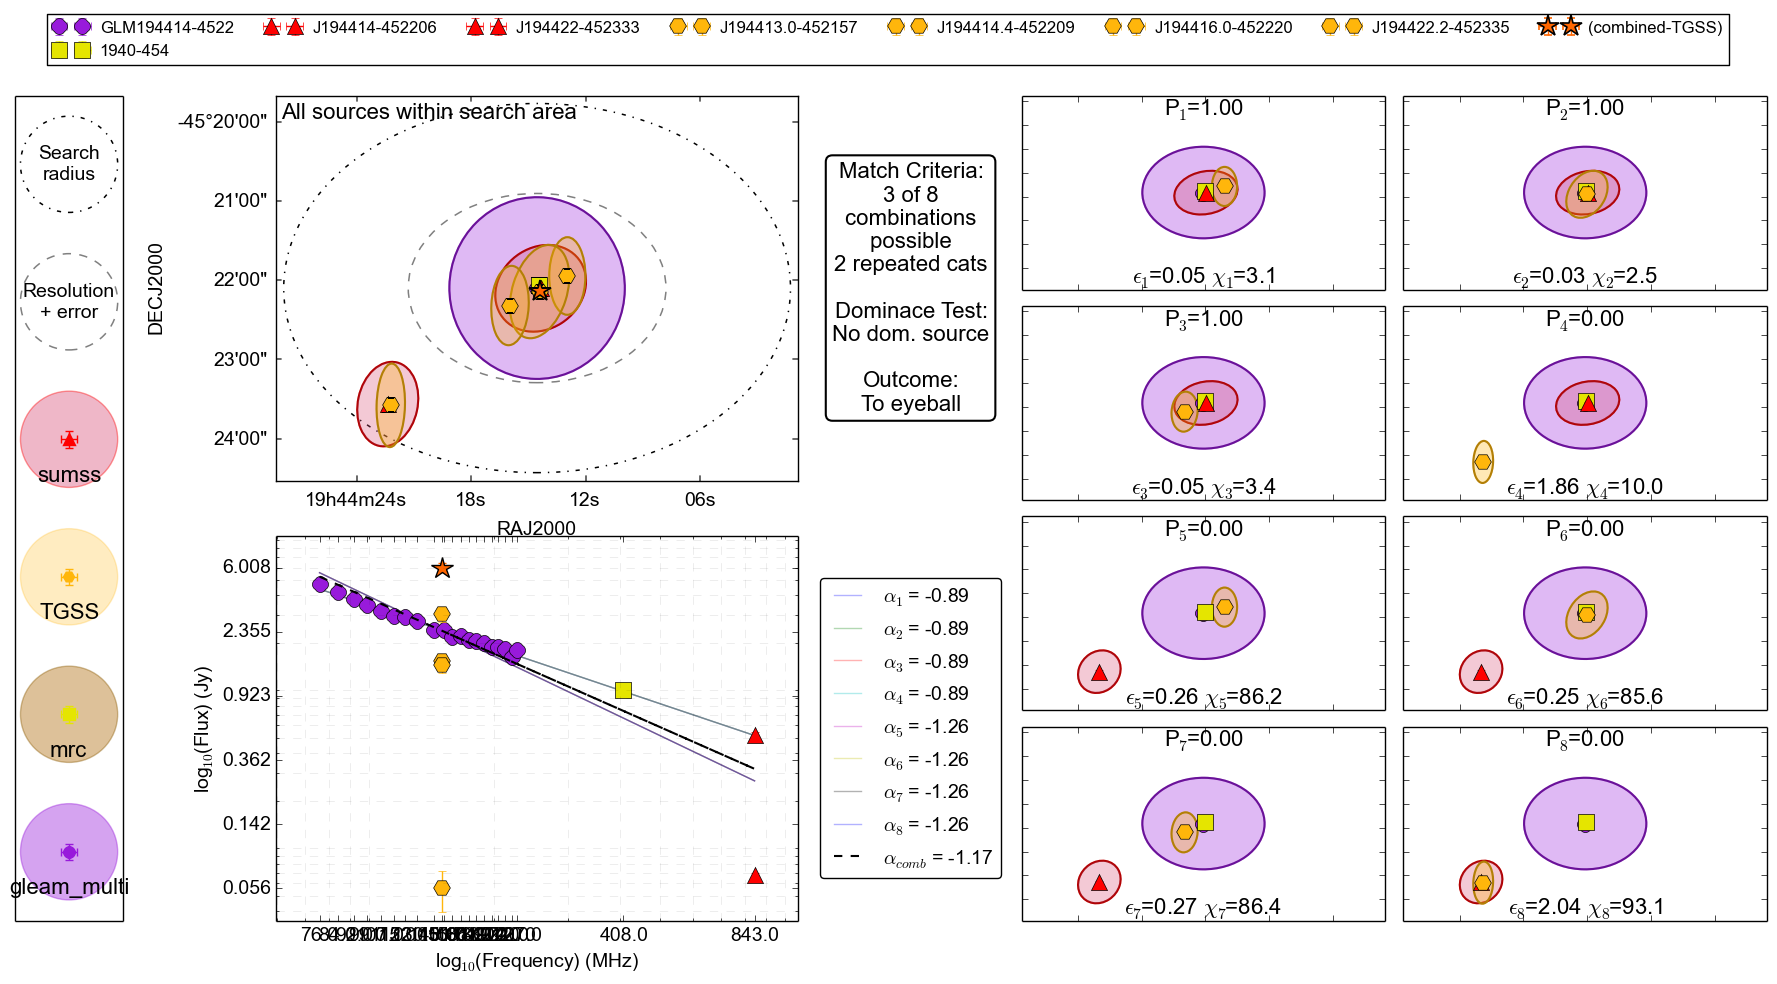 GLM194414-4522 J194414-452206 J194422-452333 J194413.0-452157 J194414.4-452209 J194416.0-452220 J194422.2-452335 (combined-TGSS)
1940-454
Search
radius
Resolution
+ error
sumss
TGSS
mrc
gleam_multi
All sources within search area
DECJ2000
-45°20'00"
21'00"
22'00"
23'00"
24'00"
19h44m24s 18s 12s 06s
RAJ2000
Match Criteria:
3 of 8
combinations
possible
2 repeated cats
Dominace Test:
No dom. source
Outcome:
To eyeball
log10(Flux) (Jy)
6.008
2.355
0.923
0.362
0.142
0.056
408.0 843.0
log10(Frequency) (MHz)
α1 = -0.89
α2 = -0.89
α3 = -0.89
α4 = -0.89
α5 = -1.26
α6 = -1.26
α7 = -1.26
α8 = -1.26
αcomb = -1.17
P1=1.00
ϵ1=0.05 χ1=3.1
P2=1.00
ϵ2=0.03 χ2=2.5
P3=1.00
ϵ3=0.05 χ3=3.4
P4=0.00
ϵ4=1.86 χ4=10.0
P5=0.00
ϵ5=0.26 χ5=86.2
P6=0.00
ϵ6=0.25 χ6=85.6
P7=0.00
ϵ7=0.27 χ7=86.4
P8=0.00
ϵ8=2.04 χ8=93.1